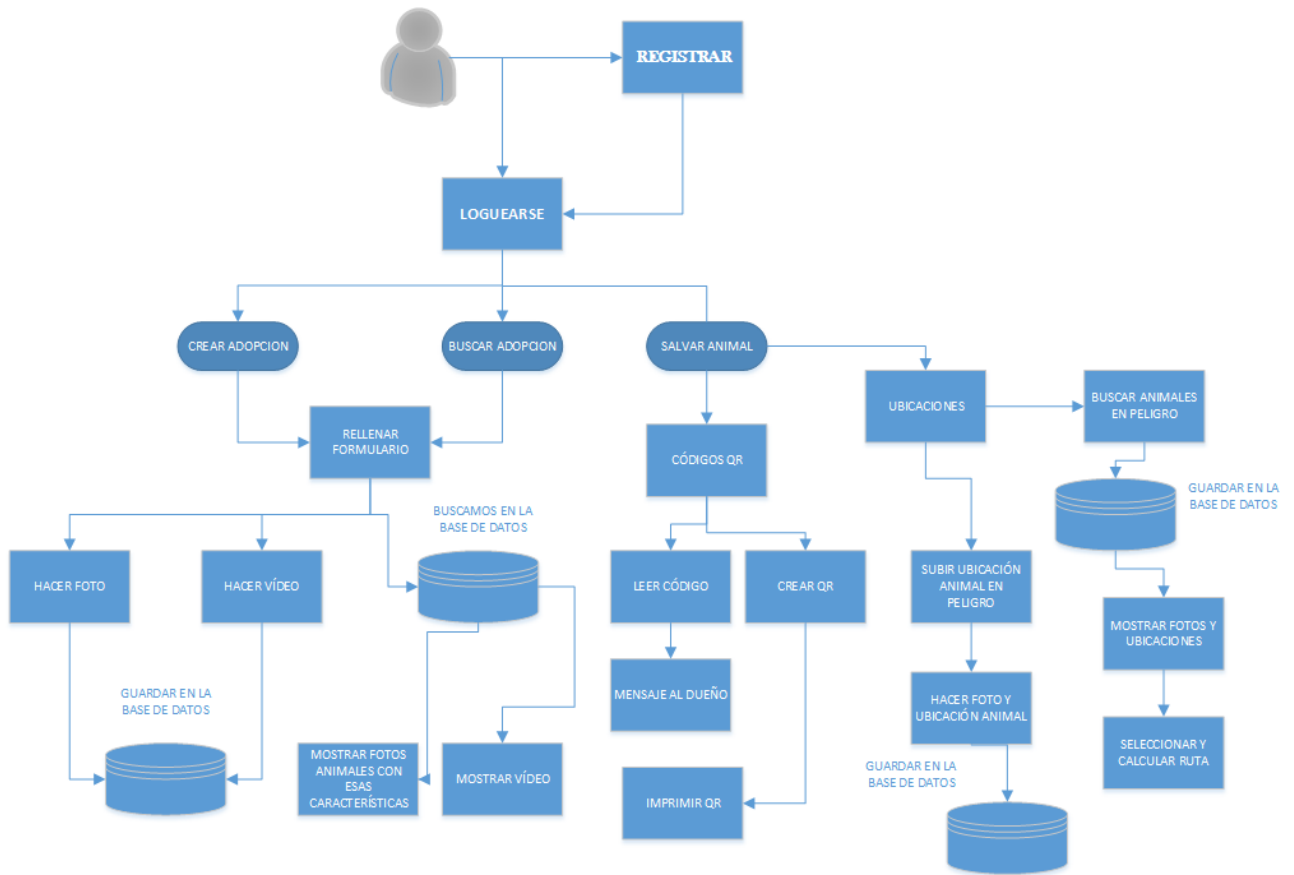 REGISTRAR
LOGUEARSE
CREAR ADOPCION
BUSCAR ADOPCION
SALVAR ANIMAL
UBICACIONES
BUSCAR ANIMALES
EN PELIGRO
RELLENAR
FORMULARIO
CÓDIGOS QR
GUARDAR EN LA
BASE DE DATOS
BUSCAMOS EN LA
BASE DE DATOS
HACER FOTO
HACER VÍDEO
LEER CÓDIGO
CREAR QR
SUBIR UBICACIÓN
ANIMAL EN
PELIGRO
MOSTRAR FOTOS Y
UBICACIONES
MENSAJE AL DUEÑO
HACER FOTO Y
UBICACIÓN ANIMAL
GUARDAR EN LA
BASE DE DATOS
MOSTRAR FOTOS
ANIMALES CON
ESAS
CARACTERÍSTICAS
MOSTRAR VÍDEO
SELECCIONAR Y
CALCULAR RUTA
GUARDAR EN LA
BASE DE DATOS
IMPRIMIR QR